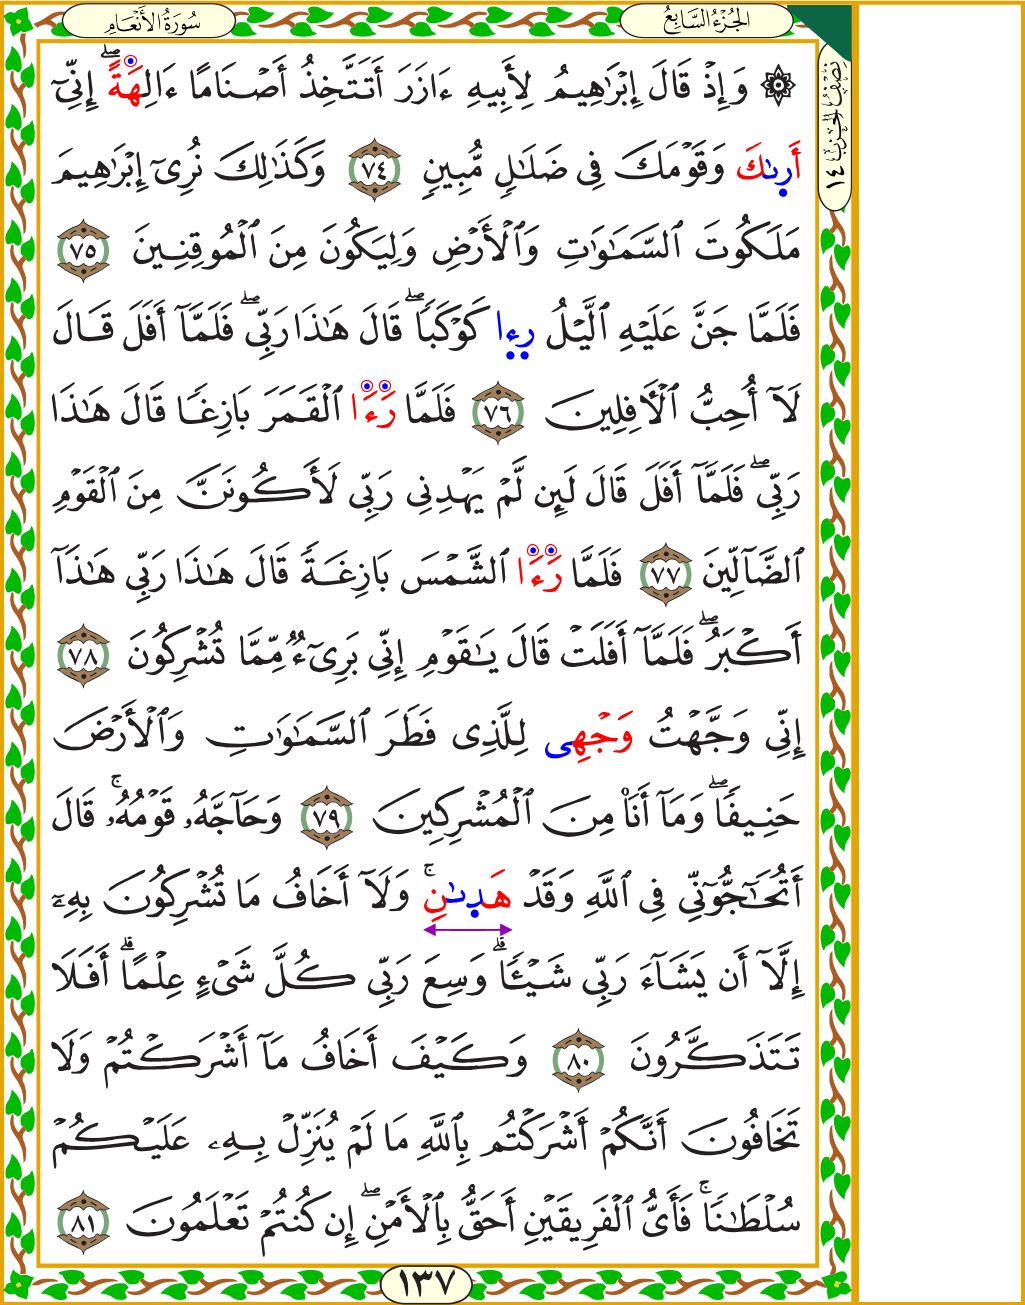 سُورَةُ الأَنْعَام
الجُزْءُ السَّابِعُ
نِصْفُ الحِزْبِ ١٤
۞ وَإِذْ قَالَ إِبْرَٰهِيمُ لِأَبِيهِ ءَازَرَ أَتَتَّخِذُ أَصْنَامًا ءَالِهَةًۖ إِنِّىٓ
أَرىٰكَ وَقَوْمَكَ فِى ضَلَٰلٍ مُّبِينٍ ٧٤ وَكَذَٰلِكَ نُرِىٓ إِبْرَٰهِيمَ
مَلَكُوتَ ٱلسَّمَٰوَٰتِ وَٱلْأَرْضِ وَلِيَكُونَ مِنَ ٱلْمُوقِنِينَ ٧٥
فَلَمَّا جَنَّ عَلَيْهِ ٱلَّيْلُ رءا كَوْكَبًاۖ قَالَ هَٰذَا رَبِّىۖ فَلَمَّآ أَفَلَ قَالَ
لَآ أُحِبُّ ٱلْأٓفِلِينَ ٧٦ فَلَمَّا رَءَا ٱلْقَمَرَ بَازِغًا قَالَ هَٰذَا
رَبِّىۖ فَلَمَّآ أَفَلَ قَالَ لَئِن لَّمْ يَهْدِنِى رَبِّى لَأَكُونَنَّ مِنَ ٱلْقَوْمِ
ٱلضَّآلِّينَ ٧٧ فَلَمَّا رَءَا ٱلشَّمْسَ بَازِغَةً قَالَ هَٰذَا رَبِّى هَٰذَآ
أَكْبَرُۖ فَلَمَّآ أَفَلَتْ قَالَ يَٰقَوْمِ إِنِّى بَرِىٓءٌ مِّمَّا تُشْرِكُونَ ٧٨
إِنِّى وَجَّهْتُ وَجْهِى لِلَّذِى فَطَرَ ٱلسَّمَٰوَٰتِ وَٱلْأَرْضَ
حَنِيفًاۖ وَمَآ أَنَا۠ مِنَ ٱلْمُشْرِكِينَ ٧٩ وَحَآجَّهُۥ قَوْمُهُۥۚ قَالَ
أَتُحَٰٓجُّوٓنِّى فِى ٱللَّهِ وَقَدْ هَدىٰنِۚ وَلَآ أَخَافُ مَا تُشْرِكُونَ بِهِۦٓ
إِلَّآ أَن يَشَآءَ رَبِّى شَيْـًٔاۗ وَسِعَ رَبِّى كُلَّ شَىْءٍ عِلْمًاۗ أَفَلَا
تَتَذَكَّرُونَ ٨٠ وَكَيْفَ أَخَافُ مَآ أَشْرَكْتُمْ وَلَا
تَخَافُونَ أَنَّكُمْ أَشْرَكْتُم بِٱللَّهِ مَا لَمْ يُنَزِّلْ بِهِۦ عَلَيْكُمْ
سُلْطَٰنًاۚ فَأَىُّ ٱلْفَرِيقَيْنِ أَحَقُّ بِٱلْأَمْنِۖ إِن كُنتُمْ تَعْلَمُونَ ٨١
١٣٧